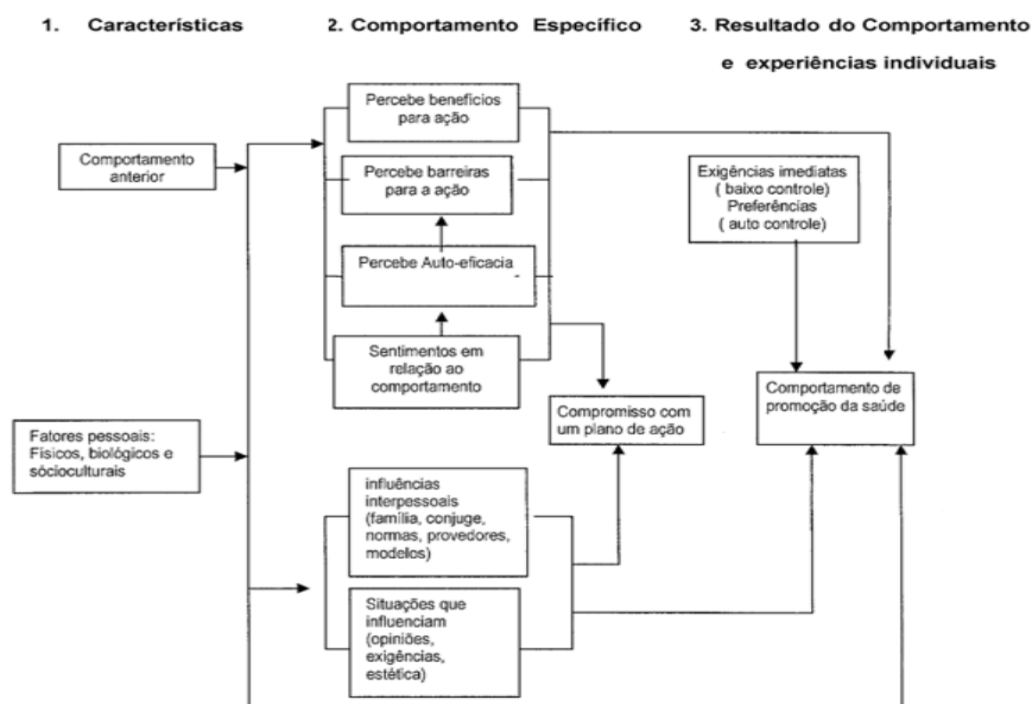 1. Características
2. Comportamento Específico
3. Resultado do Comportamento
e experiências individuais
Comportamento
anterior
Fatores pessoais:
Físicos, biológicos e
sócioculturais
Percebe benefícios
para ação
Percebe barreiras
para a ação
Percebe Auto-eficacia
Sentimentos em
relação ao
comportamento
influências
interpessoais
(família, conjuge,
normas, provedores,
modelos)
Situações que
influenciam
(opiniões,
exigências,
estética)
Compromisso com
um plano de ação
Exigências imediatas
( baixo controle)
Preferências
( auto controle)
Comportamento de
promoção da saúde